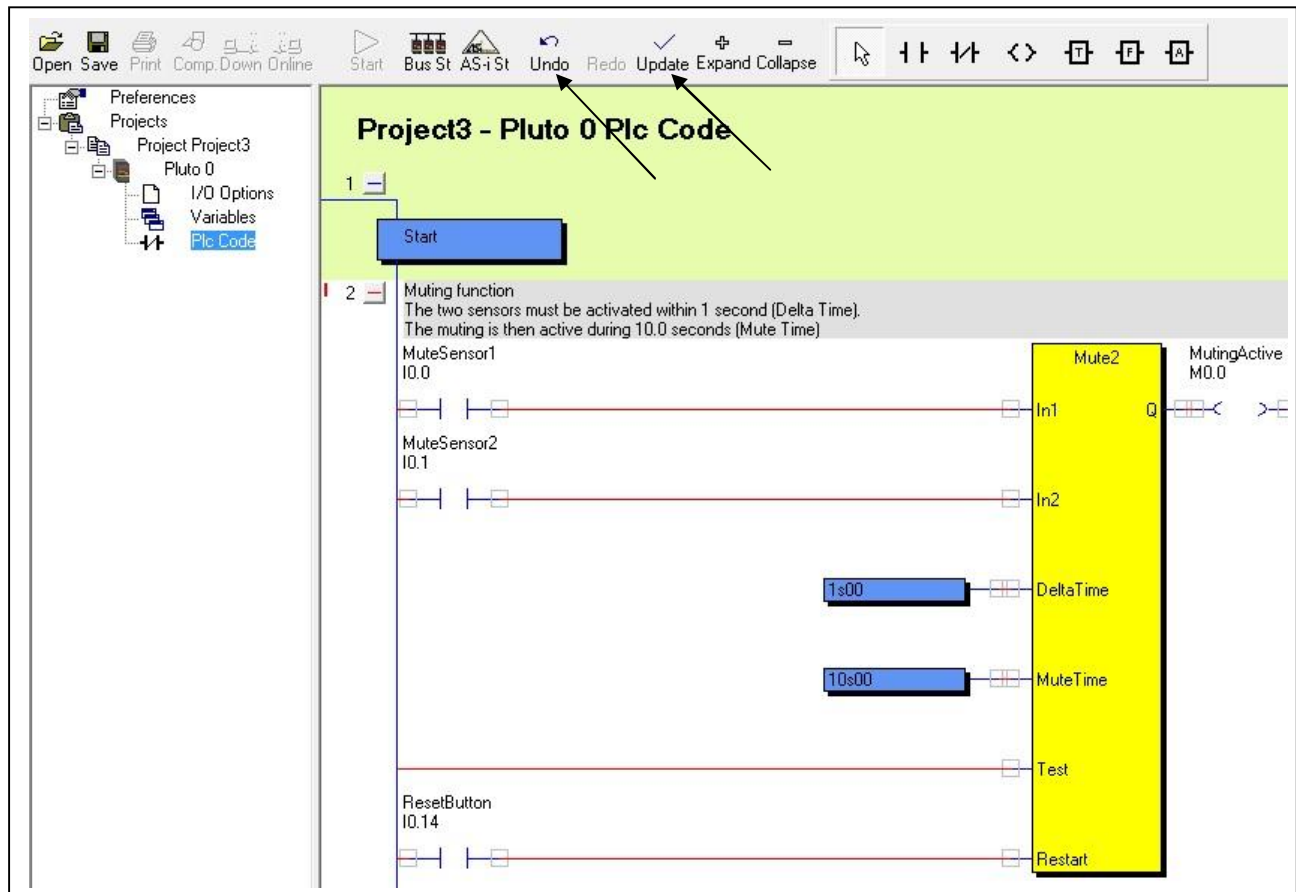 Open Save Print Comp. Down Online Start Bus St AS-i St Undo Redo Update Expand Collapse T F A
Preferences
Projects
Project Project3
Pluto 0
I/O Options
Variables
Plc Code
Project3 - Pluto 0 Plc Code
1
Start
2
Muting function
The two sensors must be activated within 1 second (Delta Time).
The muting is then active during 10.0 seconds (Mute Time)
MuteSensor1
I0.0
Mute2
MutingActive
M0.0
In1
Q
MuteSensor2
I0.1
In2
1s00
DeltaTime
10s00
MuteTime
Test
ResetButton
I0.14
Restart